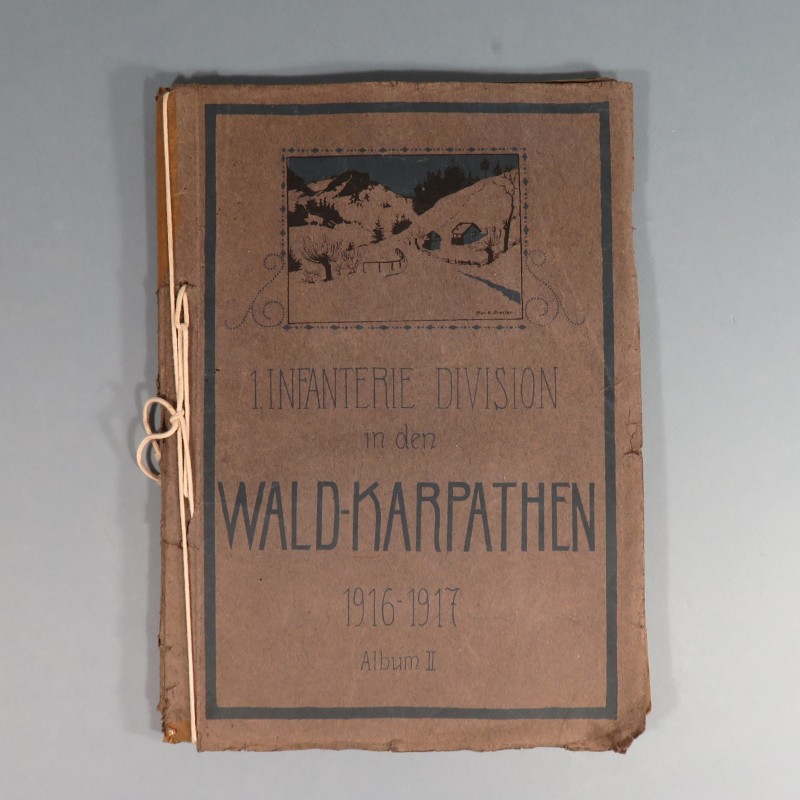 1. INFANTERIE DIVISION
in den
WALD-KARPATHEN
1916-1917
Album II